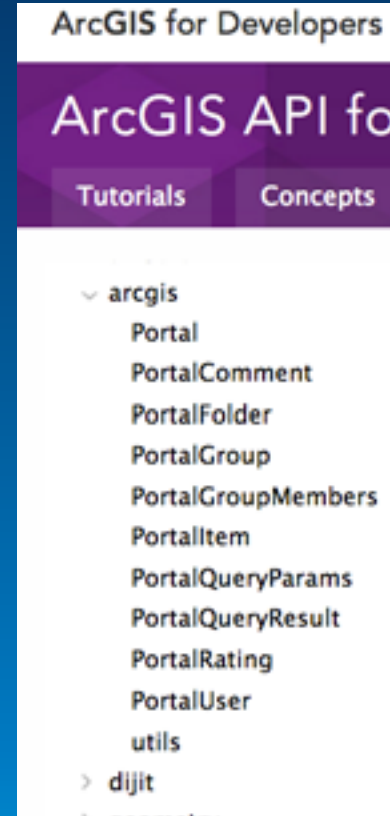 ArcGIS for Developers
ArcGIS API fo
Tutorials Concepts
arcgis
Portal
PortalComment
PortalFolder
PortalGroup
PortalGroupMembers
PortalItem
PortalQueryParams
PortalQueryResult
PortalRating
PortalUser
utils
dijit